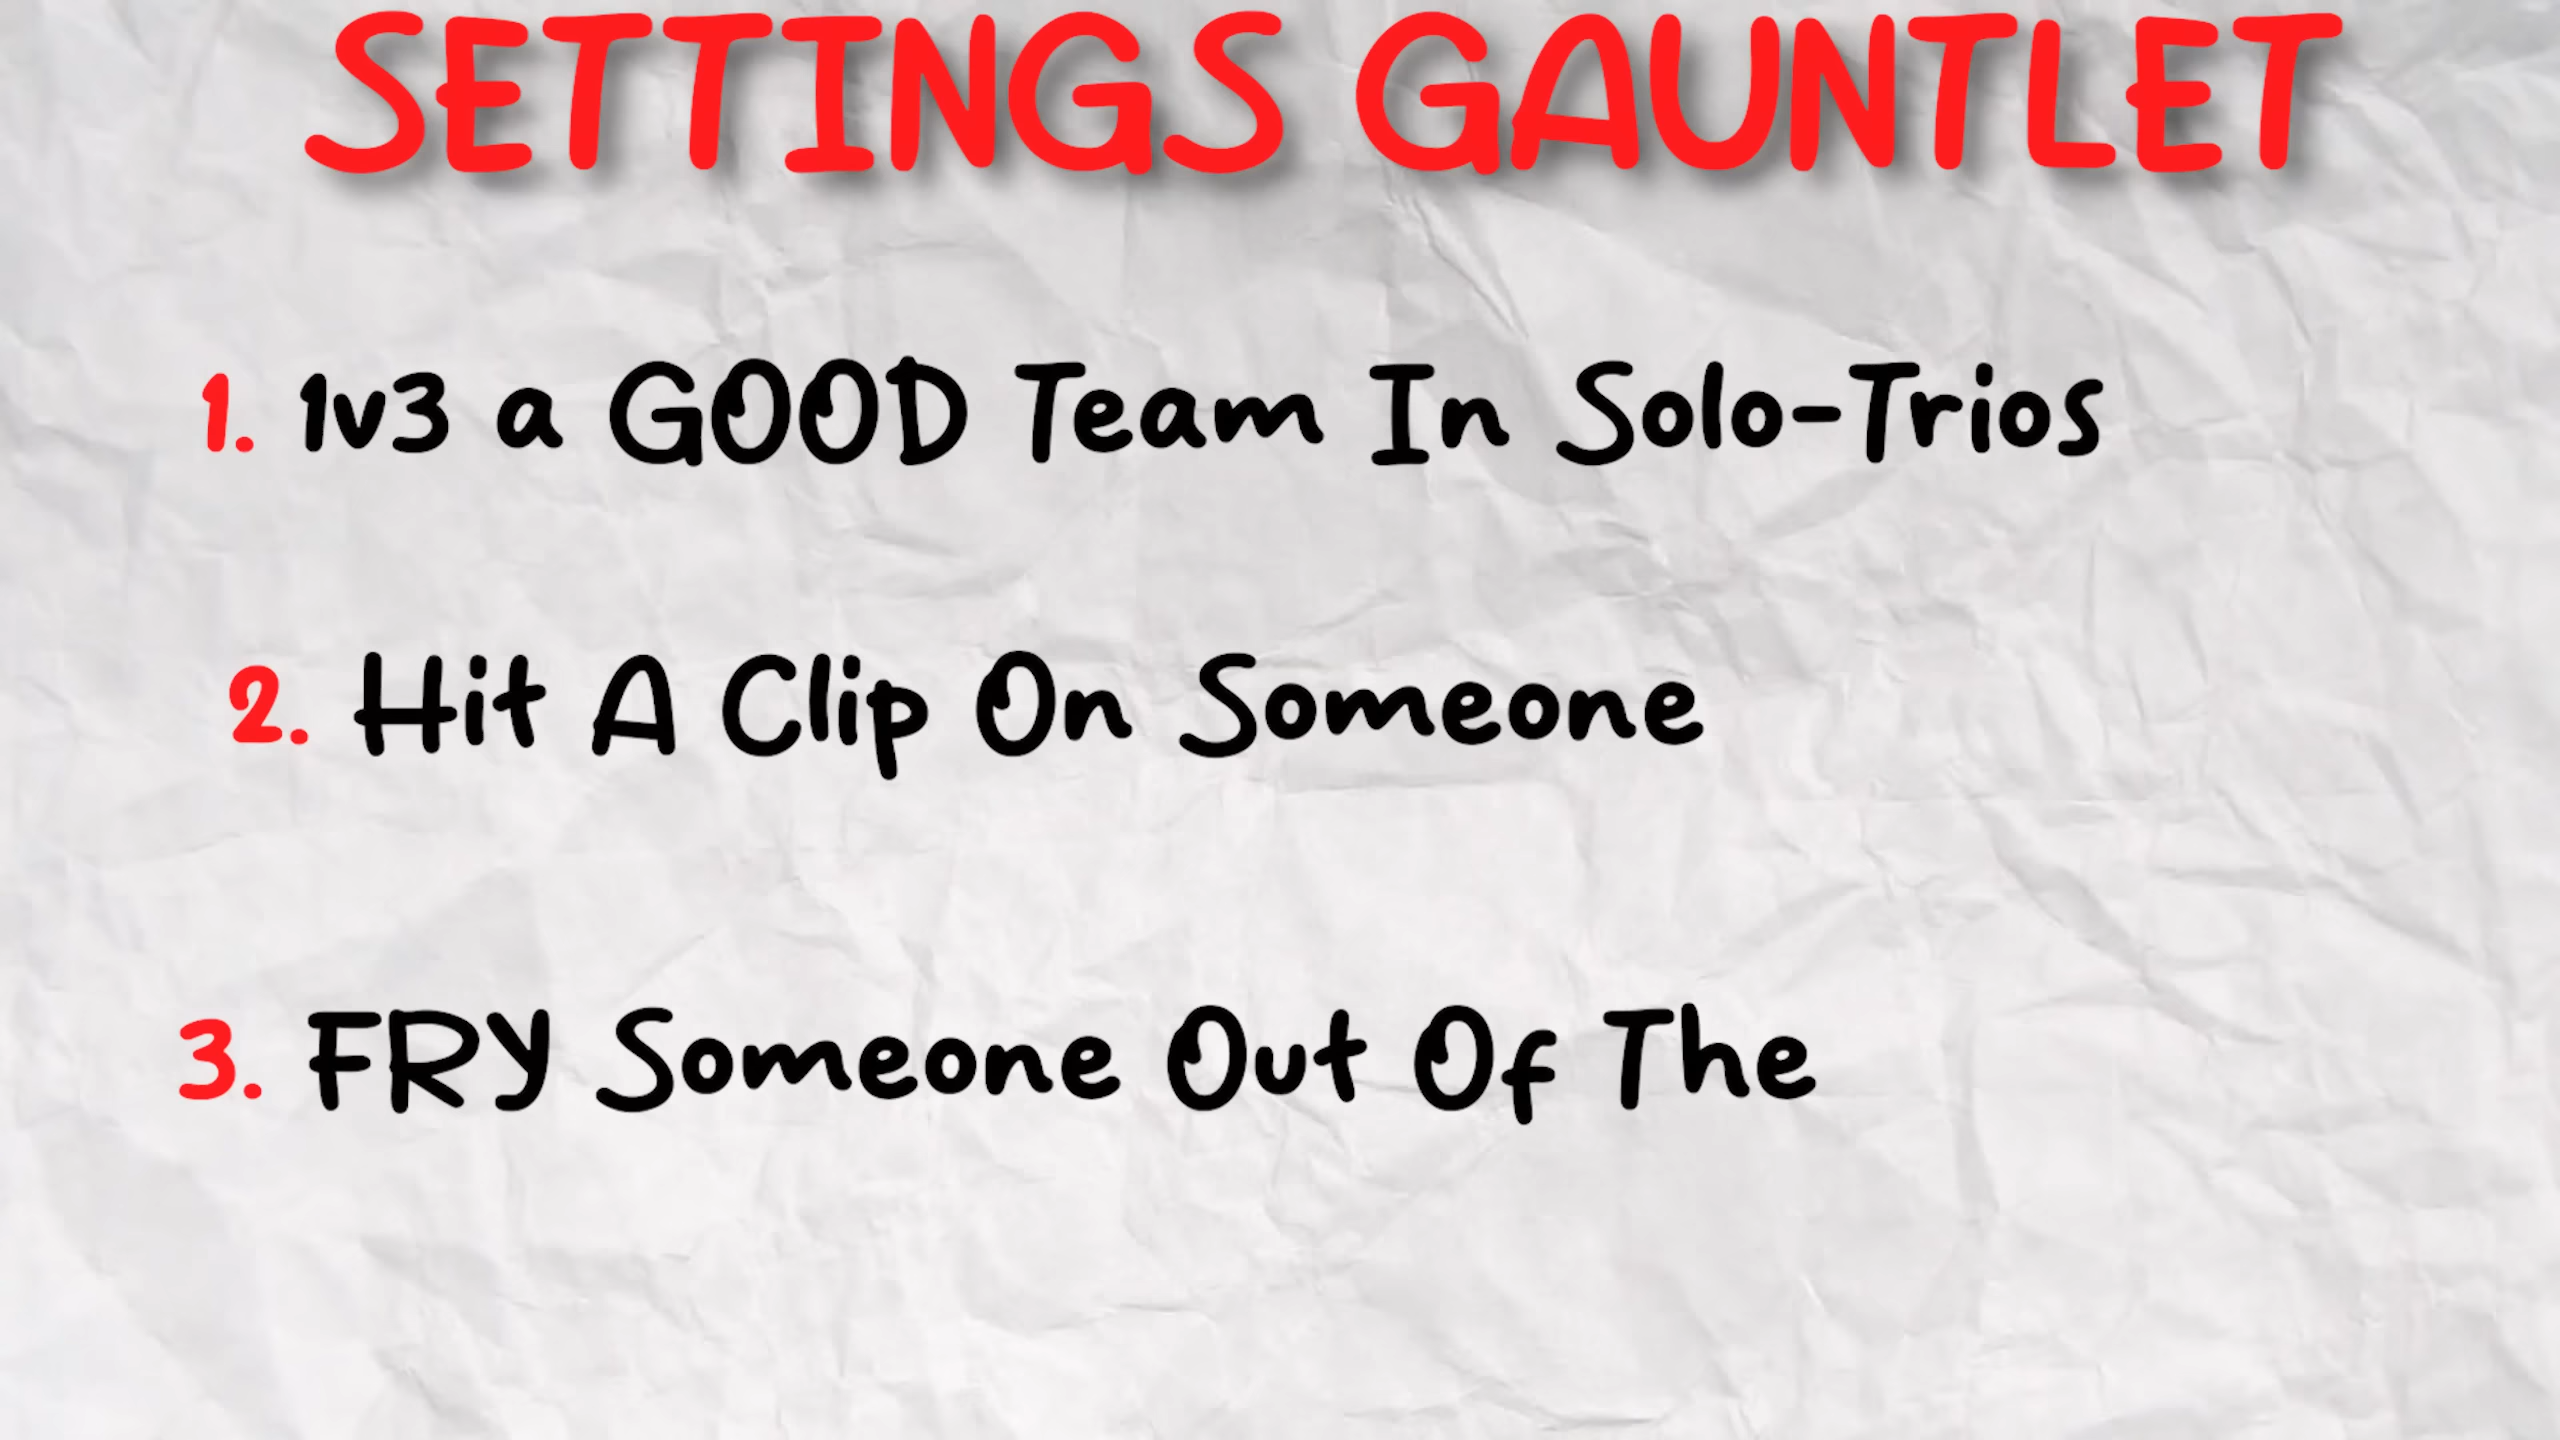 SETTINGS GAUNTLET
1. 1v3 a GOOD Team In Solo-Trios
2. Hit A Clip On Someone
3. FRY Someone Out Of The